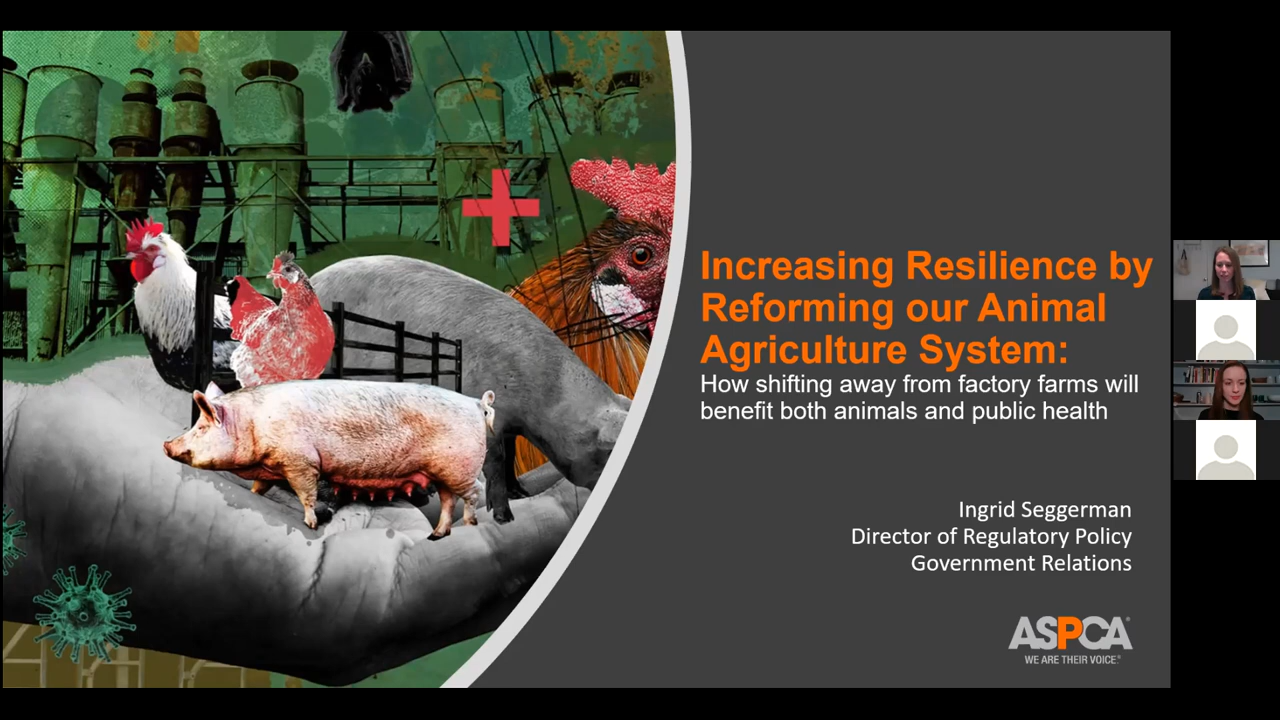 Increasing Resilience by
Reforming our Animal
Agriculture System:
How shifting away from factory farms will
benefit both animals and public health
Ingrid Seggerman
Director of Regulatory Policy
Government Relations
ASPCA®
WE ARE THEIR VOICE®